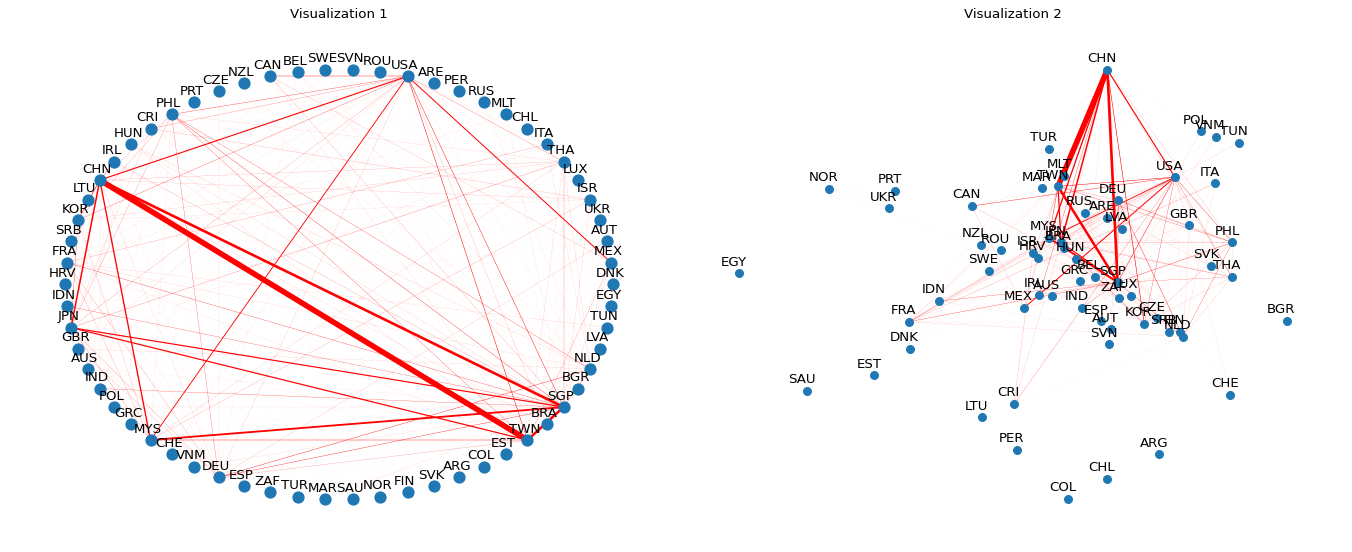 Visualization 1
USA
ROU
SVN
SWE
BEL
CAN
NZL
CZE
PRT
PHL
CRI
HUN
IRL
CHN
LTU
KOR
SRB
FRA
HRV
IDN
JPN
GBR
AUS
IND
POL
GRC
MYS
CHE
VNM
DEU
ESP
ZAF
TUR
MAR
SAU
NOR
FIN
SVK
ARG
COL
EST
TWN
BRA
SGP
BGR
NLD
LVA
TUN
EGY
DNK
MEX
AUT
UKR
ISR
LUX
THA
ITA
CHL
MLT
RUS
PER
ARE
Visualization 2
CHN
POL
VNM
TUN
TUR
MLT
USA
ITA
NOR
PRT
MAR
TWN
DEU
UKR
CAN
RUS
ARE
LVA
GBR
NZL
ROU
MYS
JPN
BRA
PHL
ISR
HRV
HUN
SVK
SWE
BEL
SGP
THA
EGY
GRC
IDN
IRL
AUS
ZAF
LUX
MEX
IND
FRA
ESP
KOR
CZE
BGR
AUT
SRB
FIN
NLD
DNK
SVN
EST
SAU
CRI
CHE
LTU
PER
ARG
CHL
COL